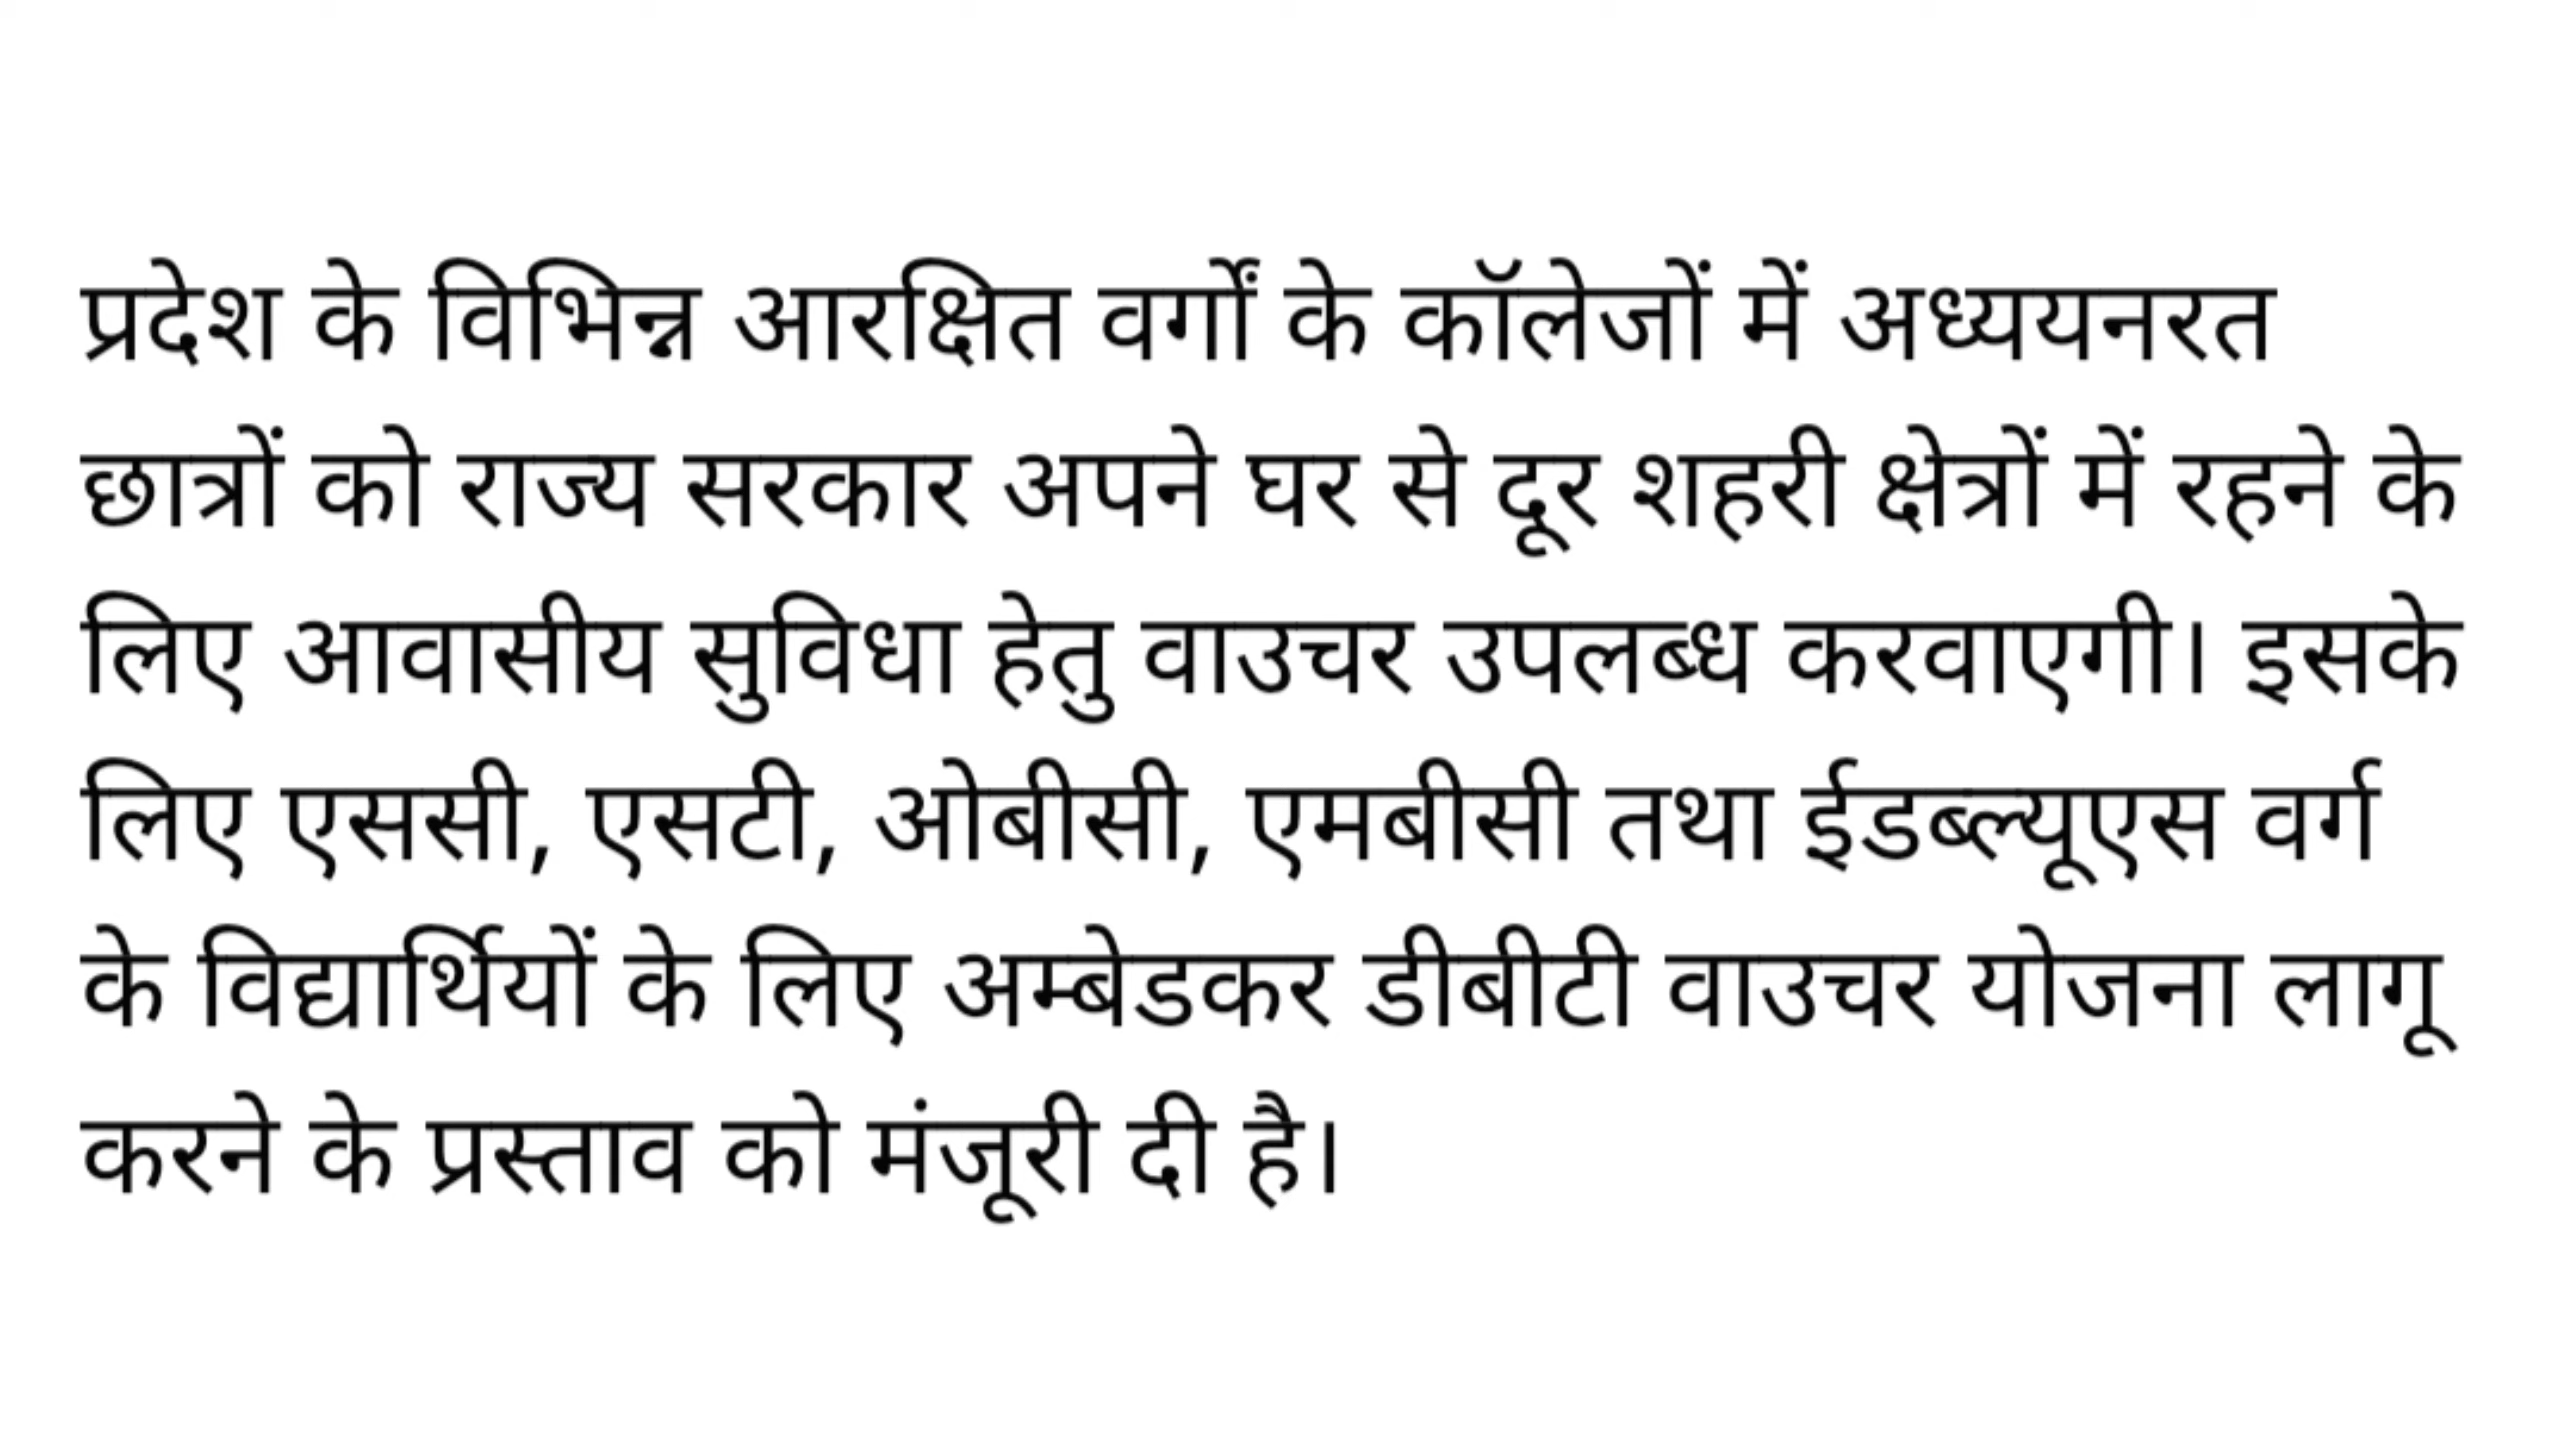 प्रदेश के विभिन्न आरक्षित वर्गों के कॉलेजों में अध्ययनरत
छात्रों को राज्य सरकार अपने घर से दूर शहरी क्षेत्रों में रहने के
लिए आवासीय सुविधा हेतु वाउचर उपलब्ध करवाएगी। इसके
लिए एससी, एसटी, ओबीसी, एमबीसी तथा ईडब्ल्यूएस वर्ग
के विद्यार्थियों के लिए अम्बेडकर डीबीटी वाउचर योजना लागू
करने के प्रस्ताव को मंजूरी दी है।